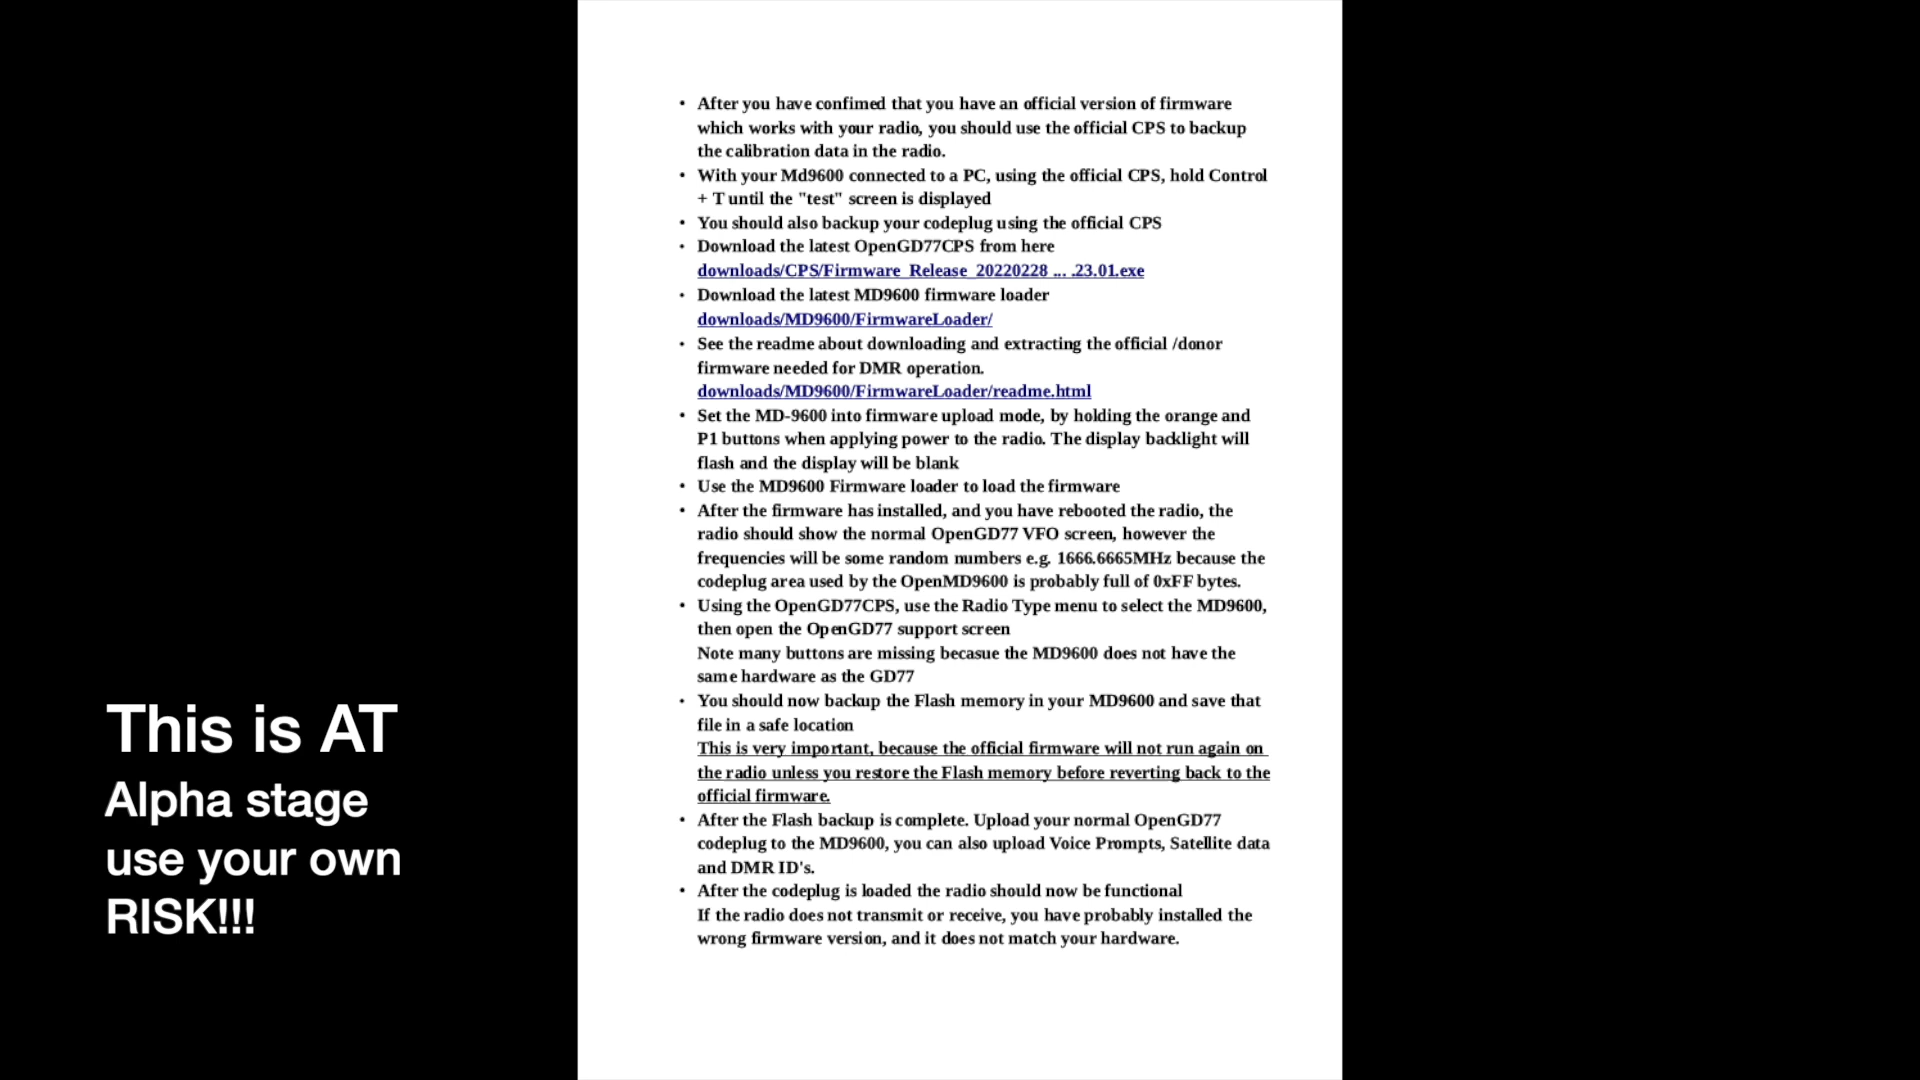 • After you have confimed that you have an official version of firmware
which works with your radio, you should use the official CPS to backup
the calibration data in the radio.
• With your Md9600 connected to a PC, using the official CPS, hold Control
+ T until the "test" screen is displayed
• You should also backup your codeplug using the official CPS
• Download the latest OpenGD77CPS from here
downloads/CPS/Firmware_Release_20220228 ... .23.01.exe
• Download the latest MD9600 firmware loader
downloads/MD9600/FirmwareLoader/
• See the readme about downloading and extracting the official /donor
firmware needed for DMR operation.
downloads/MD9600/FirmwareLoader/readme.html
• Set the MD-9600 into firmware upload mode, by holding the orange and
P1 buttons when applying power to the radio. The display backlight will
flash and the display will be blank
• Use the MD9600 Firmware loader to load the firmware
• After the firmware has installed, and you have rebooted the radio, the
radio should show the normal OpenGD77 VFO screen, however the
frequencies will be some random numbers e.g. 1666.6665MHz because the
codeplug area used by the OpenMD9600 is probably full of 0xFF bytes.
• Using the OpenGD77CPS, use the Radio Type menu to select the MD9600,
then open the OpenGD77 support screen
Note many buttons are missing becasue the MD9600 does not have the
same hardware as the GD77
• You should now backup the Flash memory in your MD9600 and save that
file in a safe location
This is very important, because the official firmware will not run again on
the radio unless you restore the Flash memory before reverting back to the
official firmware.
• After the Flash backup is complete. Upload your normal OpenGD77
codeplug to the MD9600, you can also upload Voice Prompts, Satellite data
and DMR ID's.
• After the codeplug is loaded the radio should now be functional
If the radio does not transmit or receive, you have probably installed the
wrong firmware version, and it does not match your hardware.
This is AT
Alpha stage
use your own
RISK!!!